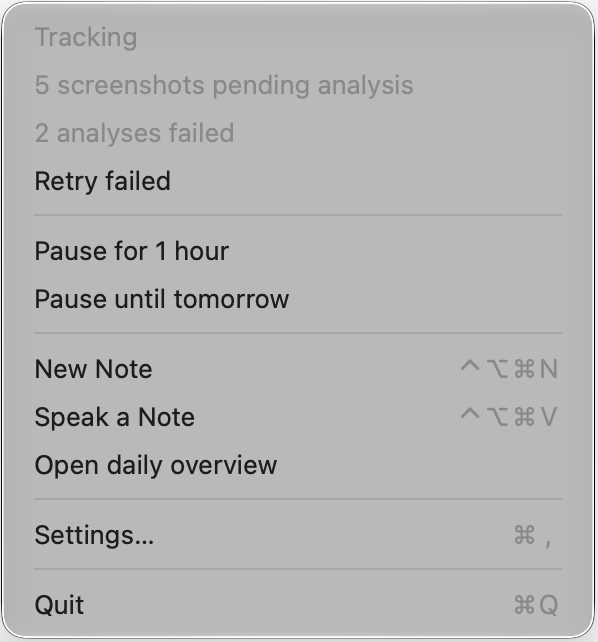 Tracking
5 screenshots pending analysis
2 analyses failed
Retry failed
Pause for 1 hour
Pause until tomorrow
New Note ⌃⌥⌘N
Speak a Note ⌃⌥⌘V
Open daily overview
Settings... ⌘,
Quit ⌘Q